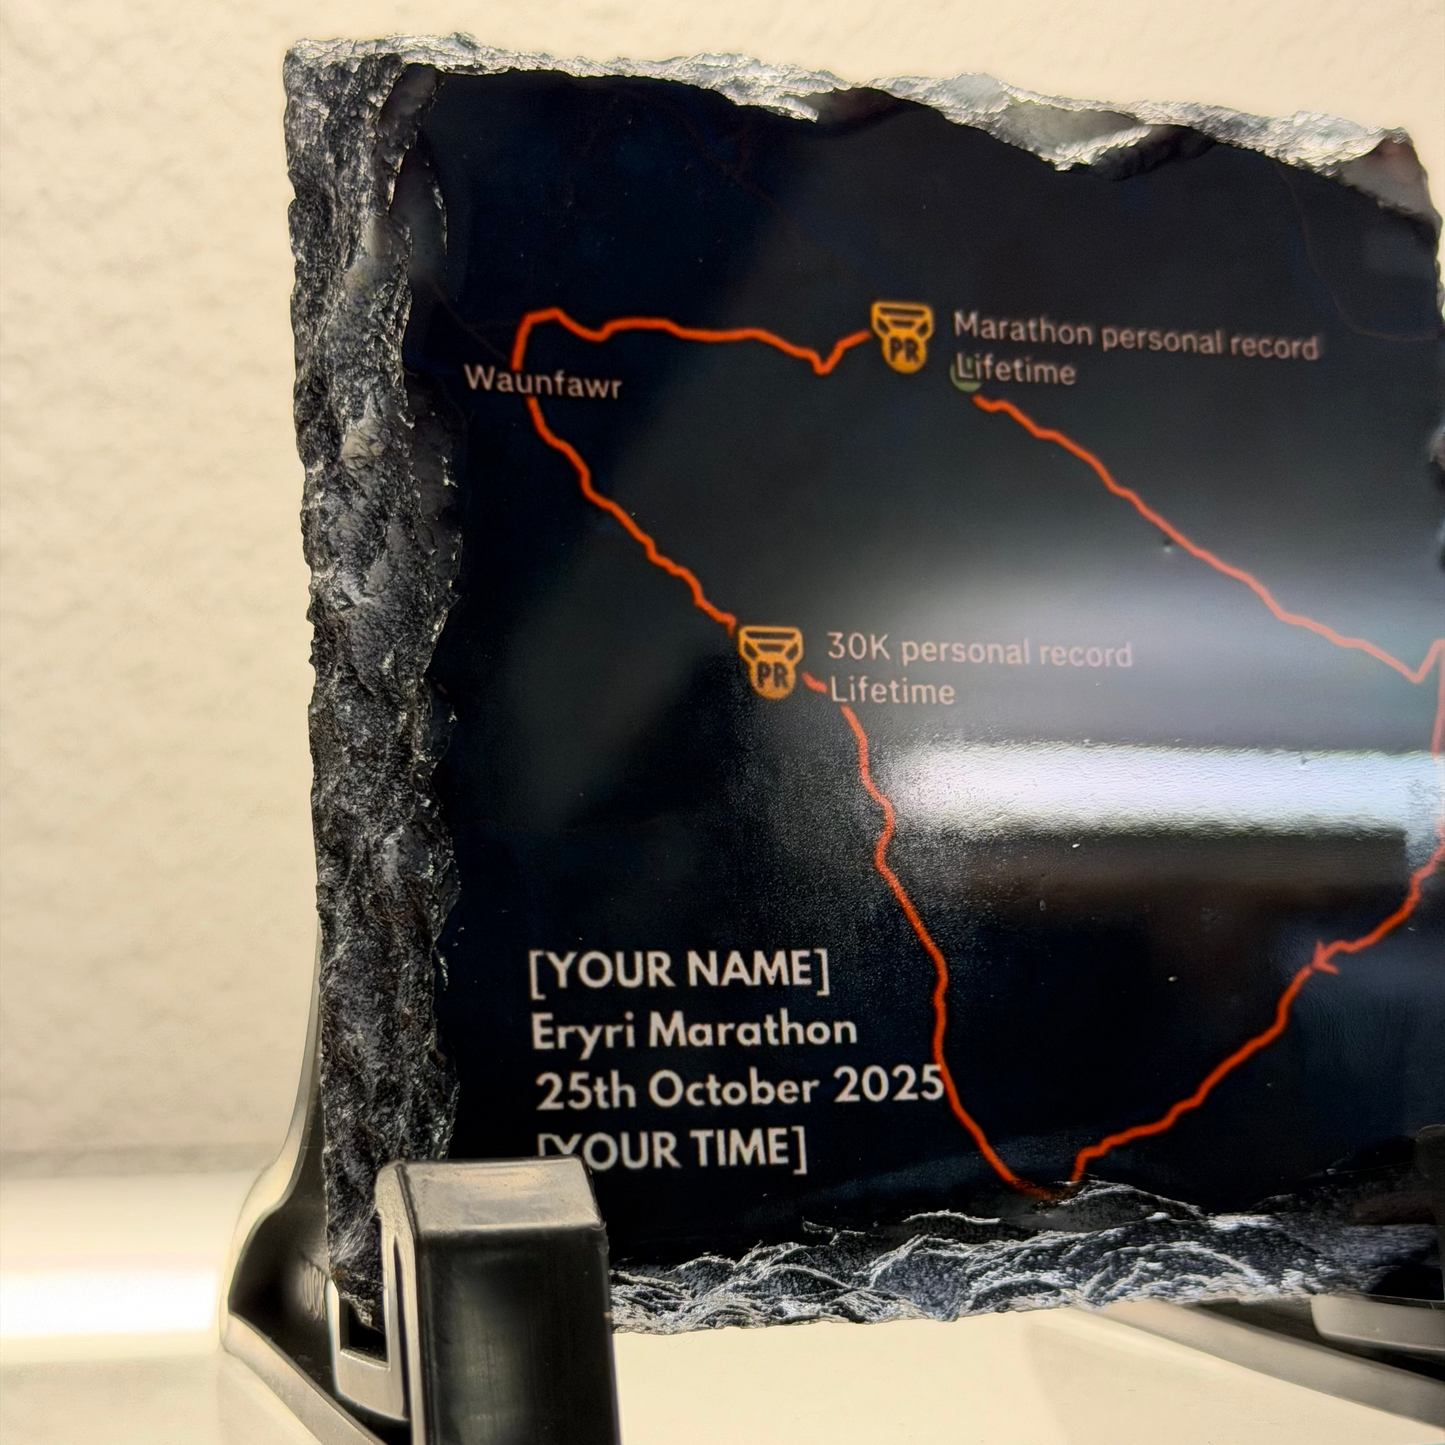 Marathon personal record
Lifetime
PR
Waunfawr
30K personal record
Lifetime
PR
[YOUR NAME]
Eryri Marathon
25th October 2025
[YOUR TIME]